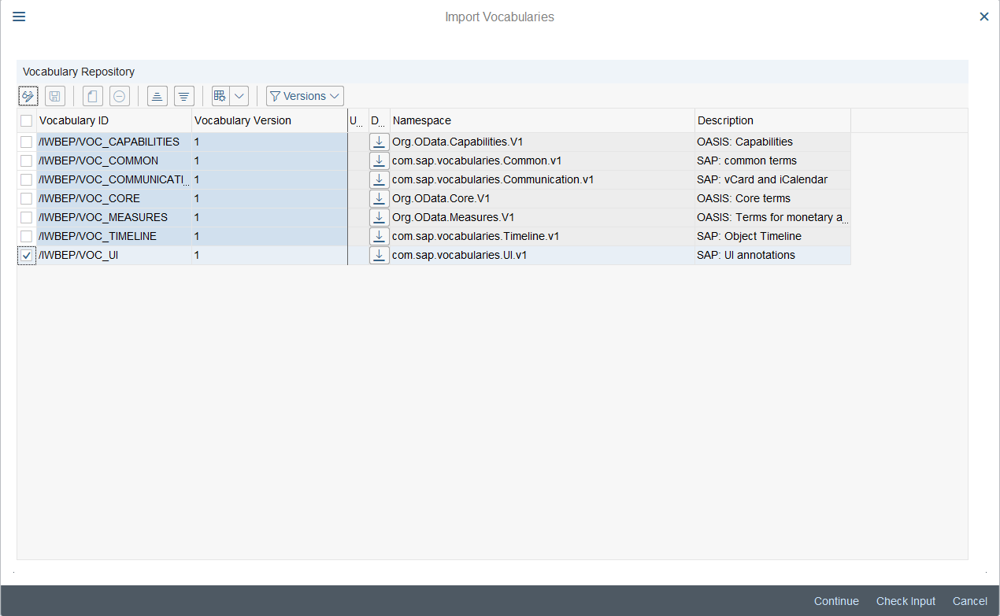 Import Vocabularies
Vocabulary Repository
Versions
Vocabulary ID Vocabulary Version U... D... Namespace Description
/IWBEP/VOC_CAPABILITIES 1 Org.OData.Capabilities.V1 OASIS: Capabilities
/IWBEP/VOC_COMMON 1 com.sap.vocabularies.Common.v1 SAP: common terms
/IWBEP/VOC_COMMUNICATI... 1 com.sap.vocabularies.Communication.v1 SAP: vCard and iCalendar
/IWBEP/VOC_CORE 1 Org.OData.Core.V1 OASIS: Core terms
/IWBEP/VOC_MEASURES 1 Org.OData.Measures.V1 OASIS: Terms for monetary a...
/IWBEP/VOC_TIMELINE 1 com.sap.vocabularies.Timeline.v1 SAP: Object Timeline
/IWBEP/VOC_UI 1 com.sap.vocabularies.UI.v1 SAP: UI annotations
Continue Check Input Cancel